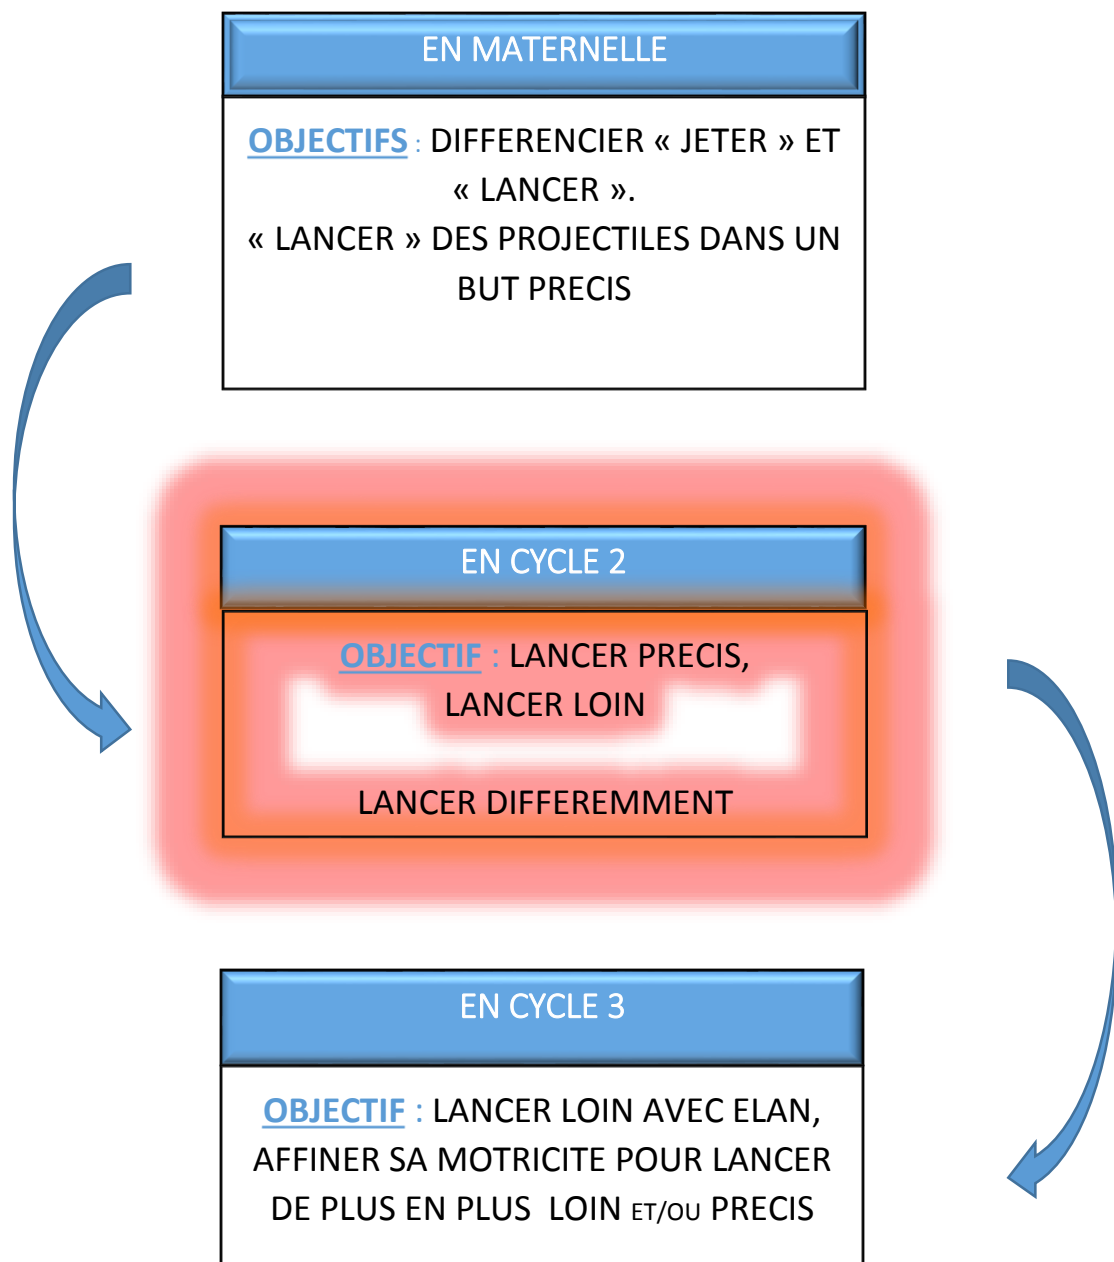 EN MATERNELLE
OBJECTIFS : DIFFERENCIER « JETER » ET
« LANCER ».
« LANCER » DES PROJECTILES DANS UN
BUT PRECIS
EN CYCLE 2
OBJECTIF : LANCER PRECIS,
LANCER LOIN
LANCER DIFFEREMMENT
EN CYCLE 3
OBJECTIF : LANCER LOIN AVEC ELAN,
AFFINER SA MOTRICITE POUR LANCER
DE PLUS EN PLUS LOIN ET/OU PRECIS